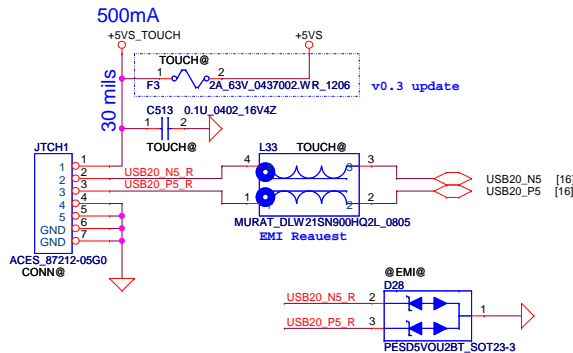 500mA
+5VS_TOUCH
+5VS
TOUCH@
1
2
F3
2A_63V_0437002.WR_1206
v0.3 update
30 mils
C513
0.1U_0402_16V4Z
1
2
TOUCH@
JTCH1
L33
TOUCH@
1
1
2
2
USB20_N5_R
4
3
3
USB20_N5
[16]
3
3
USB20_P5_R
1
2
2
USB20_P5
[16]
4
4
5
5
GND
6
GND
7
MURAT_DLW21SN900HQ2L_0805
EMI Reauest
ACES_87212-05G0
CONN@
@EMI@
D28
USB20_N5_R
2
1
USB20_P5_R
3
PESD5VOU2BT_SOT23-3